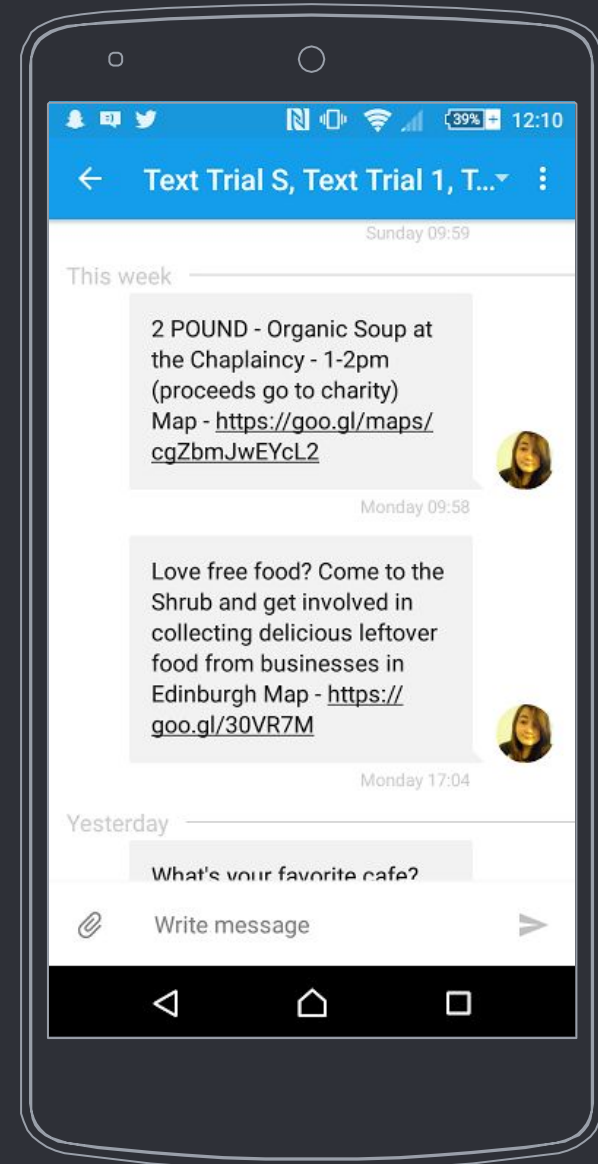 39% 12:10
Text Trial S, Text Trial 1, T...
Sunday 09:59
This week
2 POUND - Organic Soup at
the Chaplaincy - 1-2pm
(proceeds go to charity)
Map - https://goo.gl/maps/
cgZbmJwEYcL2
Monday 09:58
Love free food? Come to the
Shrub and get involved in
collecting delicious leftover
food from businesses in
Edinburgh Map - https://
goo.gl/30VR7M
Monday 17:04
Yesterday
What's your favorite cafe?
Write message